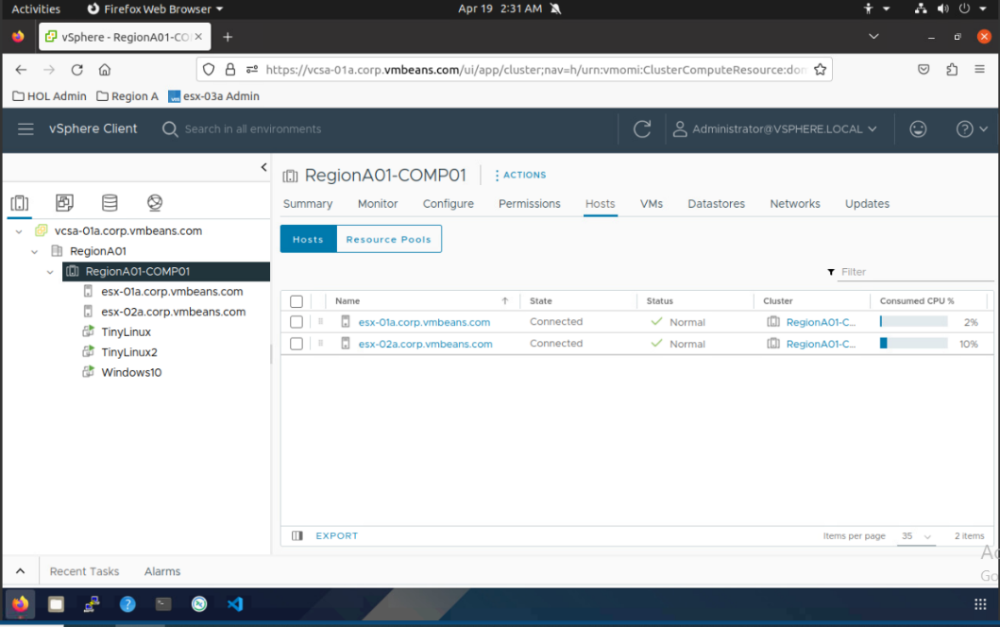 Activities Firefox Web Browser Apr 19 2:31 AM
vSphere - RegionA01-CO
https://vcsa-01a.corp.vmbeans.com/ui/app/cluster;nav=h/urn:vmomi:ClusterComputeResource:don
HOL Admin Region A esx-03a Admin
vSphere Client Search in all environments Administrator@VSPHERE.LOCAL
RegionA01-COMP01 ACTIONS
Summary Monitor Configure Permissions Hosts VMs Datastores Networks Updates
vcsa-01a.corp.vmbeans.com
RegionA01
RegionA01-COMP01
esx-01a.corp.vmbeans.com
esx-02a.corp.vmbeans.com
TinyLinux
TinyLinux2
Windows10
Hosts Resource Pools
Filter
Name State Status Cluster Consumed CPU %
esx-01a.corp.vmbeans.com Connected Normal RegionA01-C... 2%
esx-02a.corp.vmbeans.com Connected Normal RegionA01-C... 10%
EXPORT Items per page 35 2 items
Recent Tasks Alarms
Ac
Go